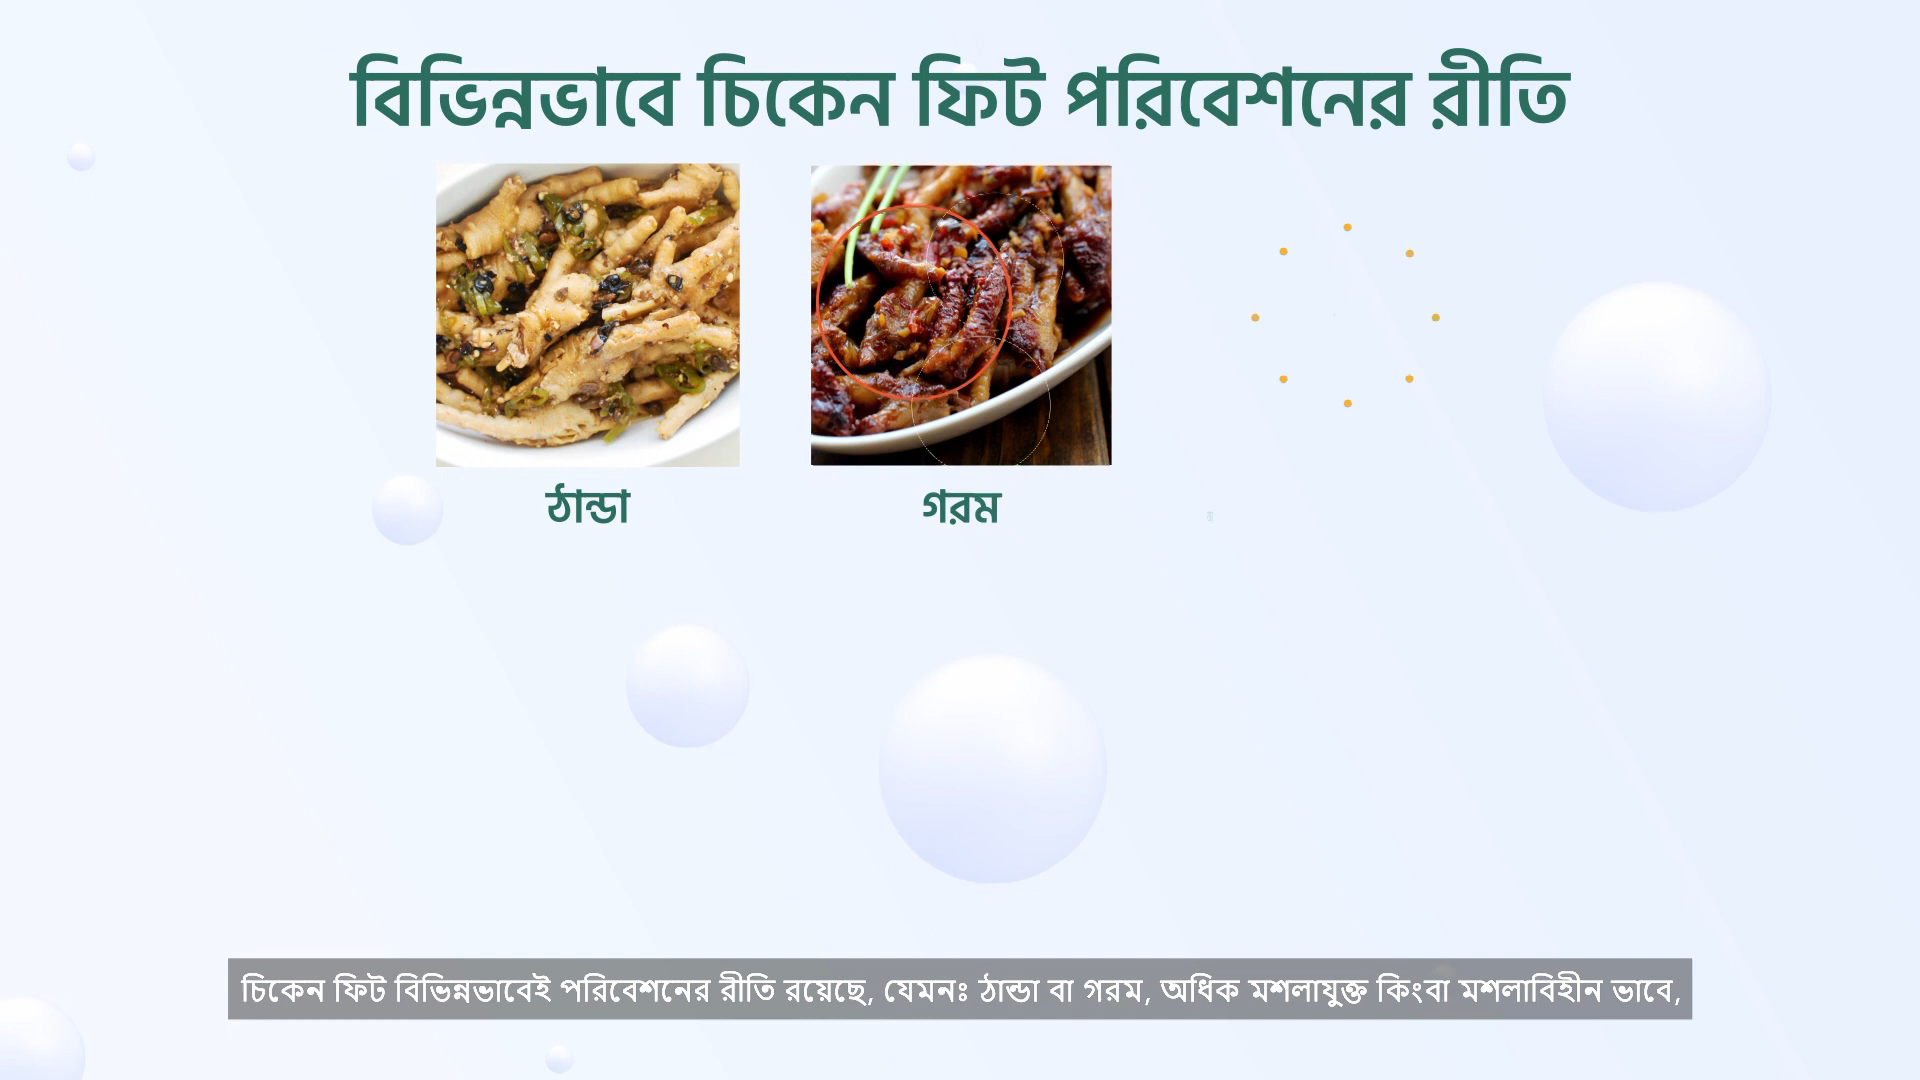 বিভিন্নভাবে চিকেন ফিট পরিবেশনের রীতি
ঠান্ডা
গরম
চিকেন ফিট বিভিন্নভাবেই পরিবেশনের রীতি রয়েছে, যেমনঃ ঠান্ডা বা গরম, অধিক মশলাযুক্ত কিংবা মশলাবিহীন ভাবে,